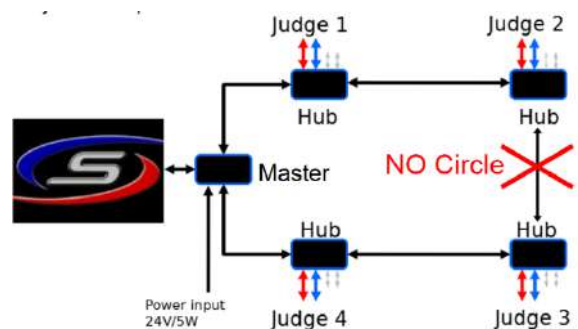 Judge 1
Judge 2
Hub
Hub
S
Master
NO Circle
Hub
Hub
Power input
24V/5W
Judge 4
Judge 3